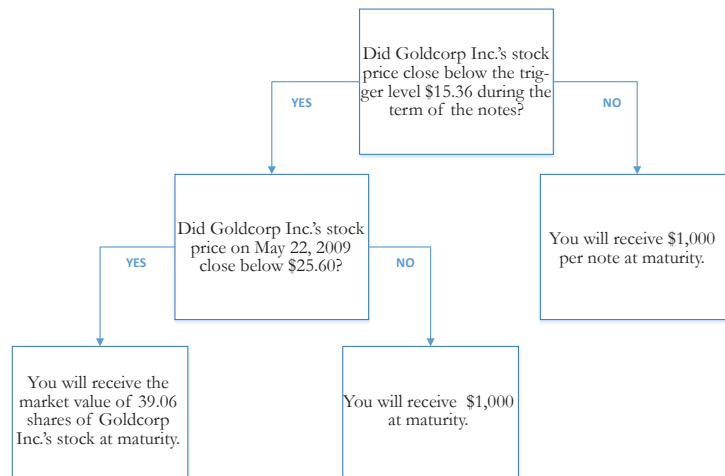 Did Goldcorp Inc.'s stock
price close below the trig-
ger level $15.36 during the
term of the notes?
YES
NO
Did Goldcorp Inc.'s stock
price on May 22, 2009
close below $25.60?
You will receive $1,000
per note at maturity.
YES
NO
You will receive the
market value of 39.06
shares of Goldcorp
Inc.'s stock at maturity.
You will receive $1,000
at maturity.